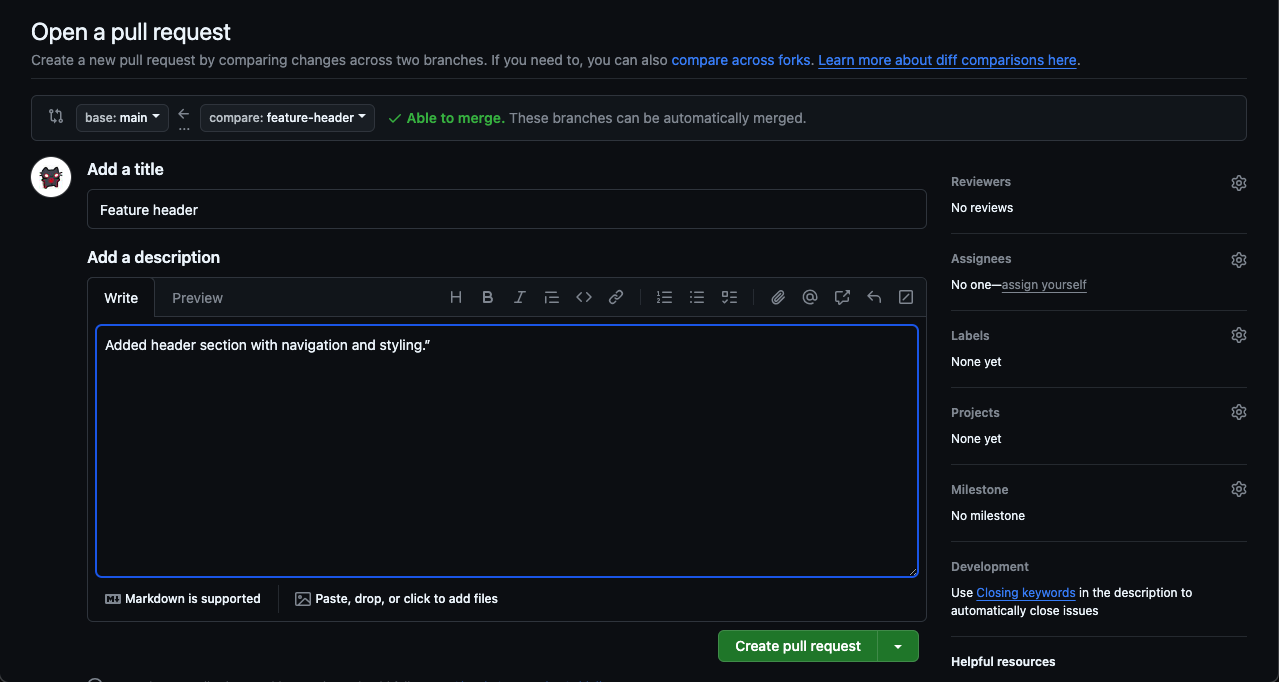 Open a pull request
Create a new pull request by comparing changes across two branches. If you need to, you can also compare across forks. Learn more about diff comparisons here.
base: main ← compare: feature-header ✓ Able to merge. These branches can be automatically merged.
...
Add a title
Feature header
Add a description
Write Preview
Added header section with navigation and styling.”
Markdown is supported
Paste, drop, or click to add files
Create pull request
Reviewers
No reviews
Assignees
No one—assign yourself
Labels
None yet
Projects
None yet
Milestone
No milestone
Development
Use Closing keywords in the description to
automatically close issues
Helpful resources